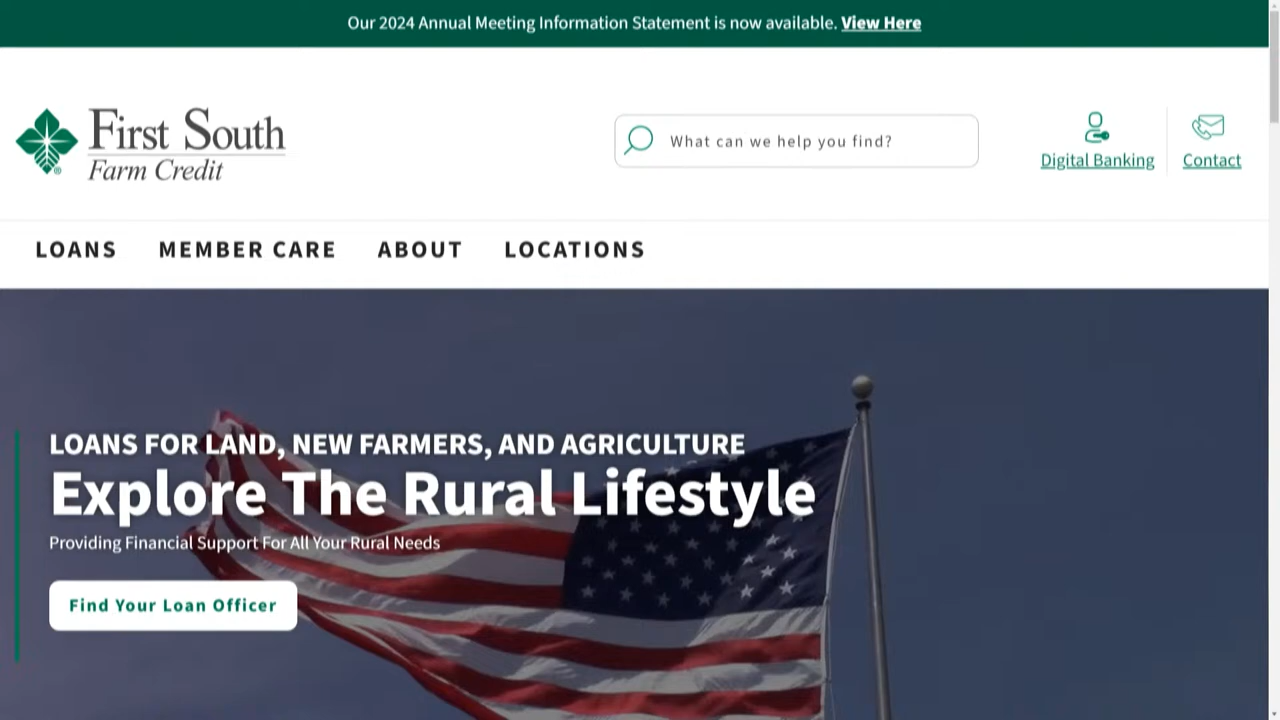 Our 2024 Annual Meeting Information Statement is now available. View Here
First South
Farm Credit
What can we help you find?
Digital Banking
Contact
LOANS MEMBER CARE ABOUT LOCATIONS
LOANS FOR LAND, NEW FARMERS, AND AGRICULTURE
Explore The Rural Lifestyle
Providing Financial Support For All Your Rural Needs
Find Your Loan Officer